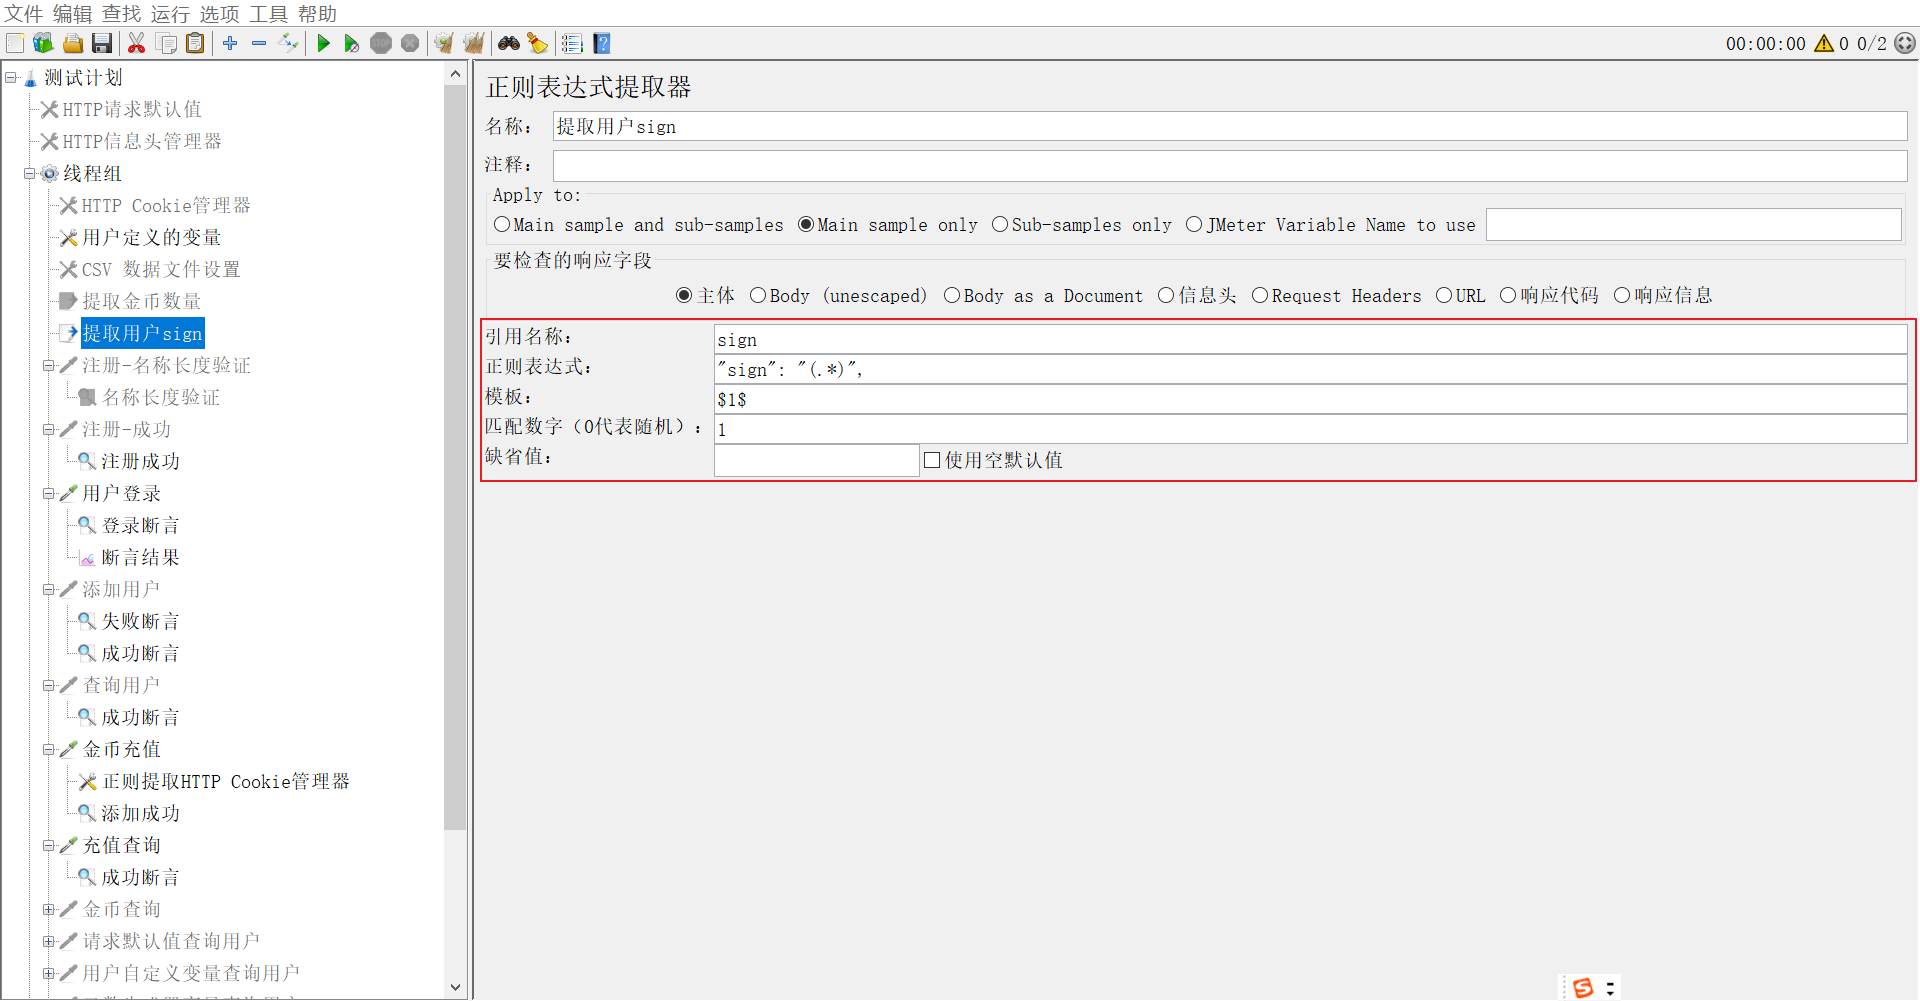 文件 编辑 查找 运行 选项 工具 帮助
STOP
00:00:00 0 0/2
测试计划
HTTP请求默认值
HTTP信息头管理器
线程组
HTTP Cookie管理器
用户定义的变量
CSV 数据文件设置
提取金币数量
提取用户sign
注册-名称长度验证
名称长度验证
注册-成功
注册成功
用户登录
登录断言
断言结果
添加用户
失败断言
成功断言
查询用户
成功断言
金币充值
正则提取HTTP Cookie管理器
添加成功
充值查询
成功断言
金币查询
请求默认值查询用户
用户自定义变量查询用户
正则表达式提取器
名称： 提取用户sign
注释：
Apply to:
Main sample and sub-samples Main sample only Sub-samples only JMeter Variable Name to use
要检查的响应字段
主体 Body (unescaped) Body as a Document 信息头 Request Headers URL 响应代码 响应信息
引用名称： sign
正则表达式： "sign": "(.*)",
模板： $1$
匹配数字（0代表随机）： 1
缺省值： 使用空默认值
S